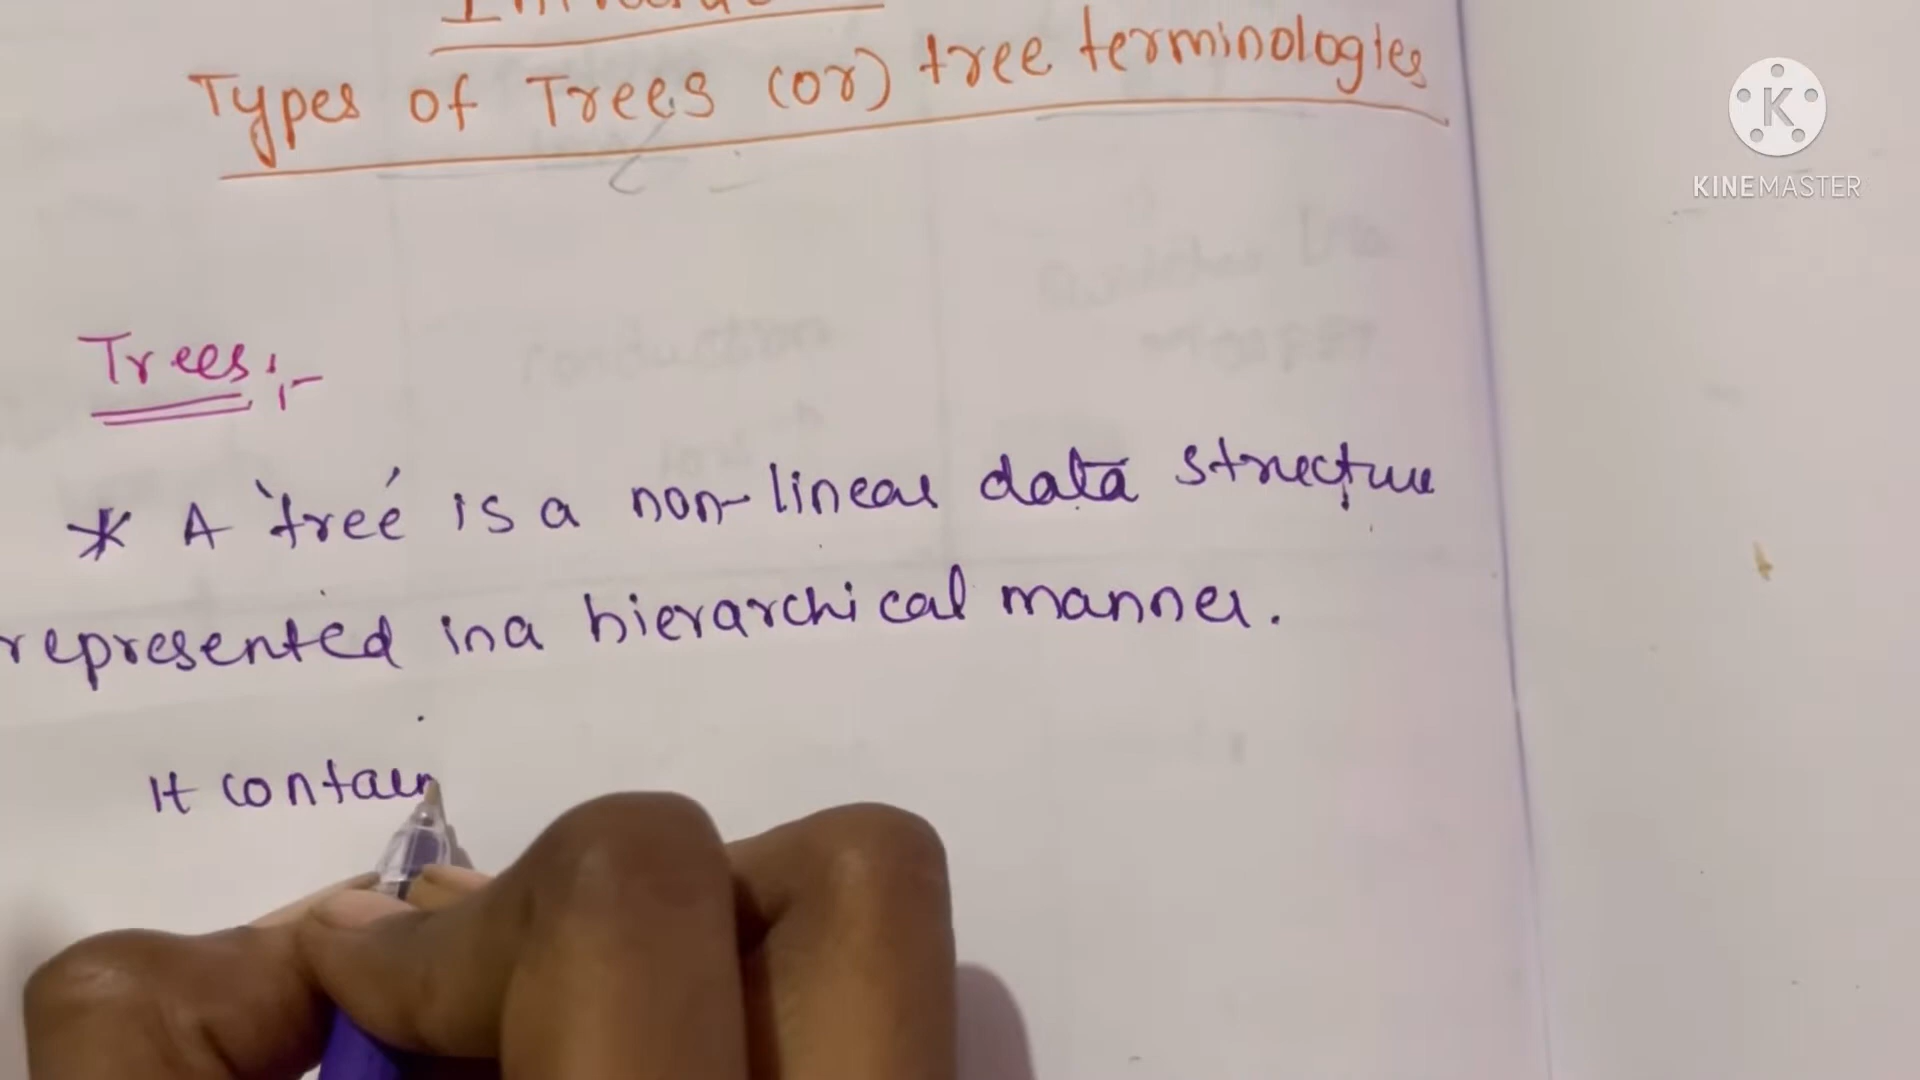 Types of Trees (or) tree terminologies
K
KINEMASTER
Trees:-
* A 'tree' is a non-linear data structure
represented in a hierarchical manner.
It contain